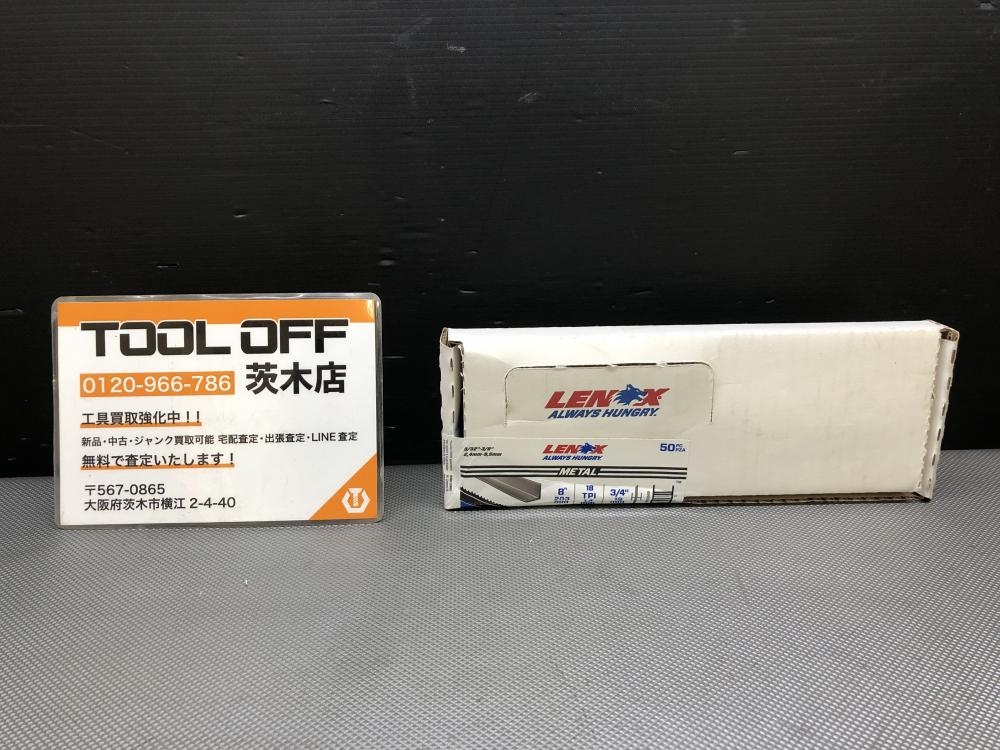 TOOL OFF
0120-966-786 茨木店
工具買取強化中!!
新品・中古・ジャンク買取可能 宅配査定・出張査定・LINE査定
無料で査定いたします!
〒567-0865
大阪府茨木市横江 2-4-40
LENOX
ALWAYS HUNGRY.
LENOX
ALWAYS HUNGRY.
50 PC PZA
METAL
8" 18 TPI 3/4"
203